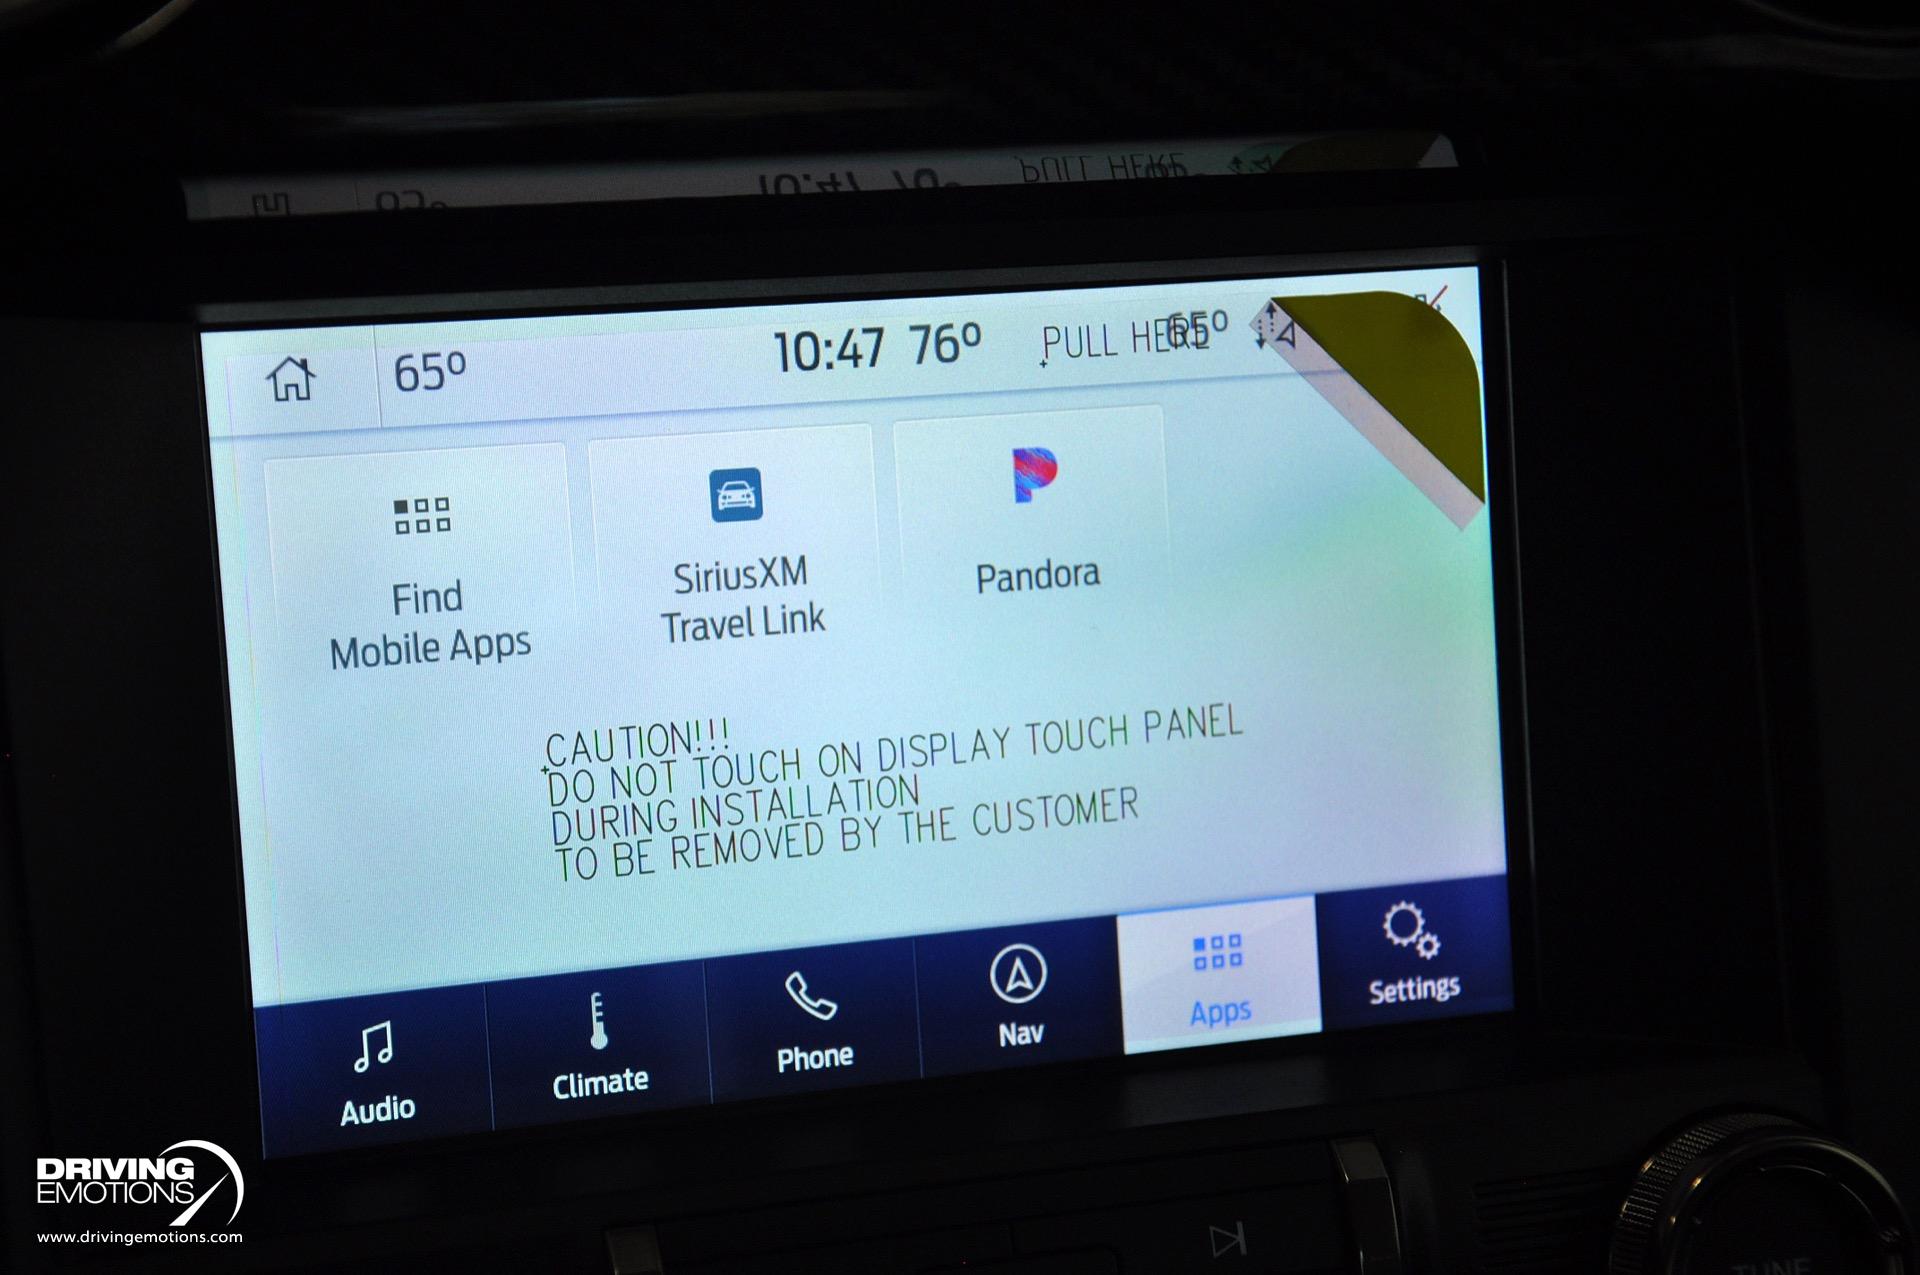 65°
10:47 76°
PULL HERE
65°
Find
Mobile Apps
SiriusXM
Travel Link
Pandora
CAUTION!!!
DO NOT TOUCH ON DISPLAY TOUCH PANEL
DURING INSTALLATION
TO BE REMOVED BY THE CUSTOMER
Audio
Climate
Phone
Nav
Apps
Settings
TUNE
DRIVING
EMOTIONS
www.drivingemotions.com